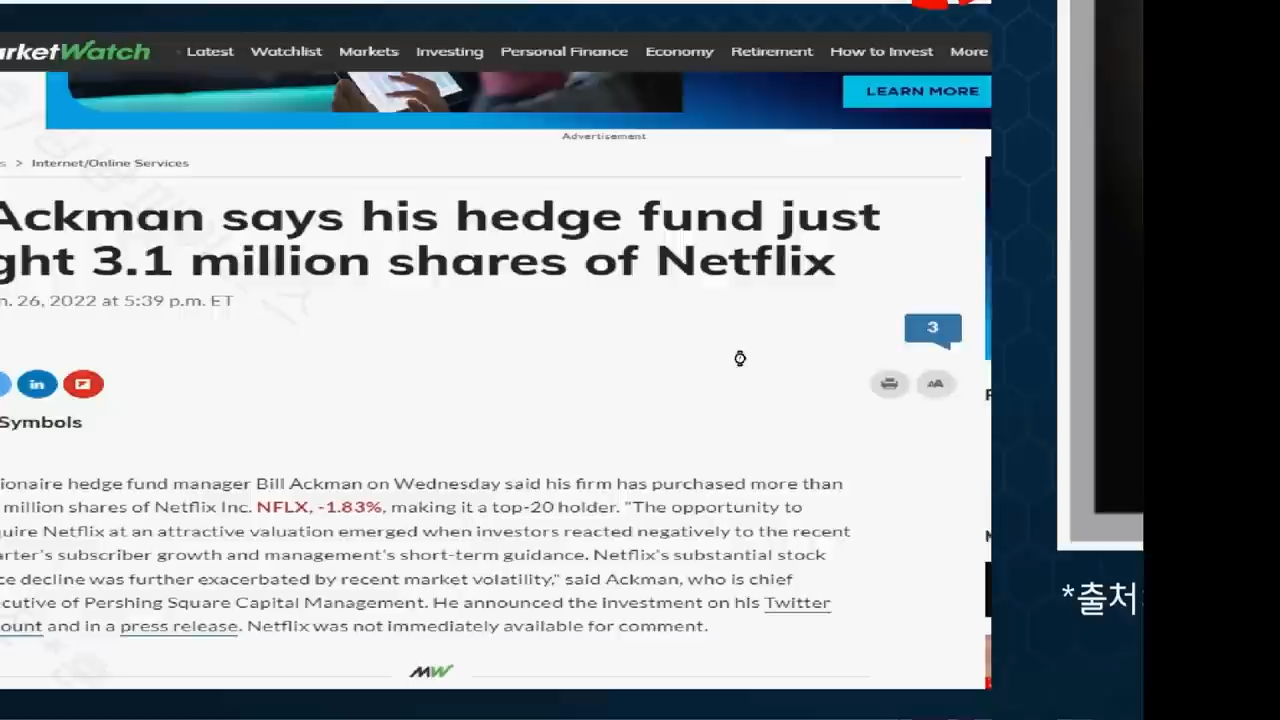 arketWatch
Latest Watchlist Markets Investing Personal Finance Economy Retirement How to Invest More
LEARN MORE
Advertisement
s > Internet/Online Services
Ackman says his hedge fund just
ght 3.1 million shares of Netflix
n. 26, 2022 at 5:39 p.m. ET
3
in
AA
Symbols
ionaire hedge fund manager Bill Ackman on Wednesday said his firm has purchased more than
million shares of Netflix Inc. NFLX, -1.83%, making it a top-20 holder. "The opportunity to
uire Netflix at an attractive valuation emerged when investors reacted negatively to the recent
arter's subscriber growth and management's short-term guidance. Netflix's substantial stock
ce decline was further exacerbated by recent market volatility," said Ackman, who is chief
cutive of Pershing Square Capital Management. He announced the investment on his Twitter
ount and in a press release. Netflix was not immediately available for comment.
MW
*출처